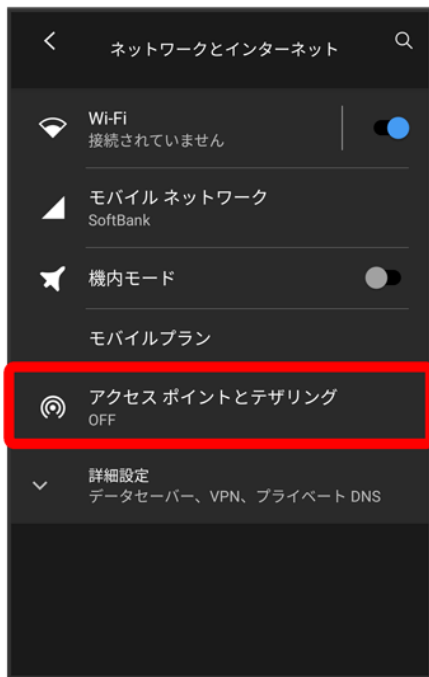 ネットワークとインターネット
Wi-Fi
接続されていません
モバイル ネットワーク
SoftBank
機内モード
モバイルプラン
アクセス ポイントとテザリング
OFF
詳細設定
データセーバー、VPN、プライベート DNS